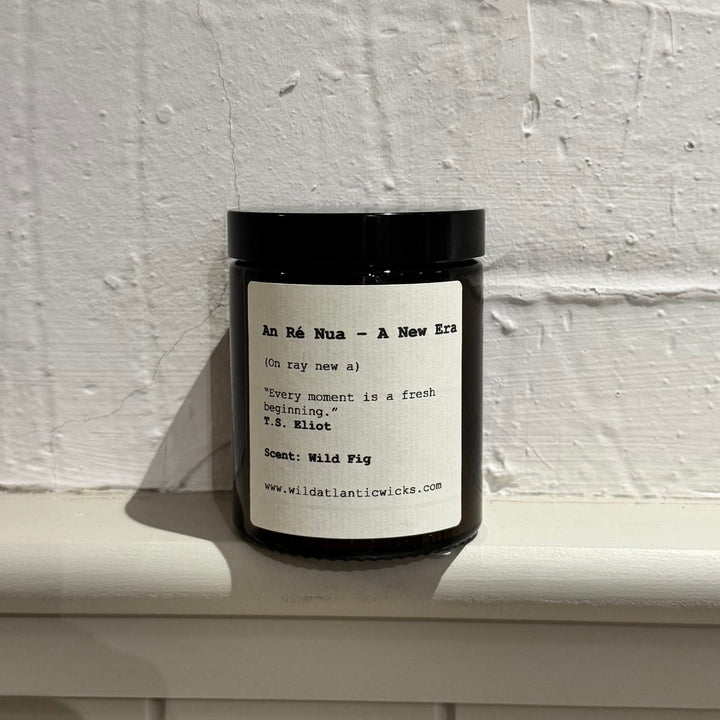 An Ré Nua – A New Era
(On ray new a)
"Every moment is a fresh
beginning."
T.S. Eliot
Scent: Wild Fig
www.wildatlanticwicks.com